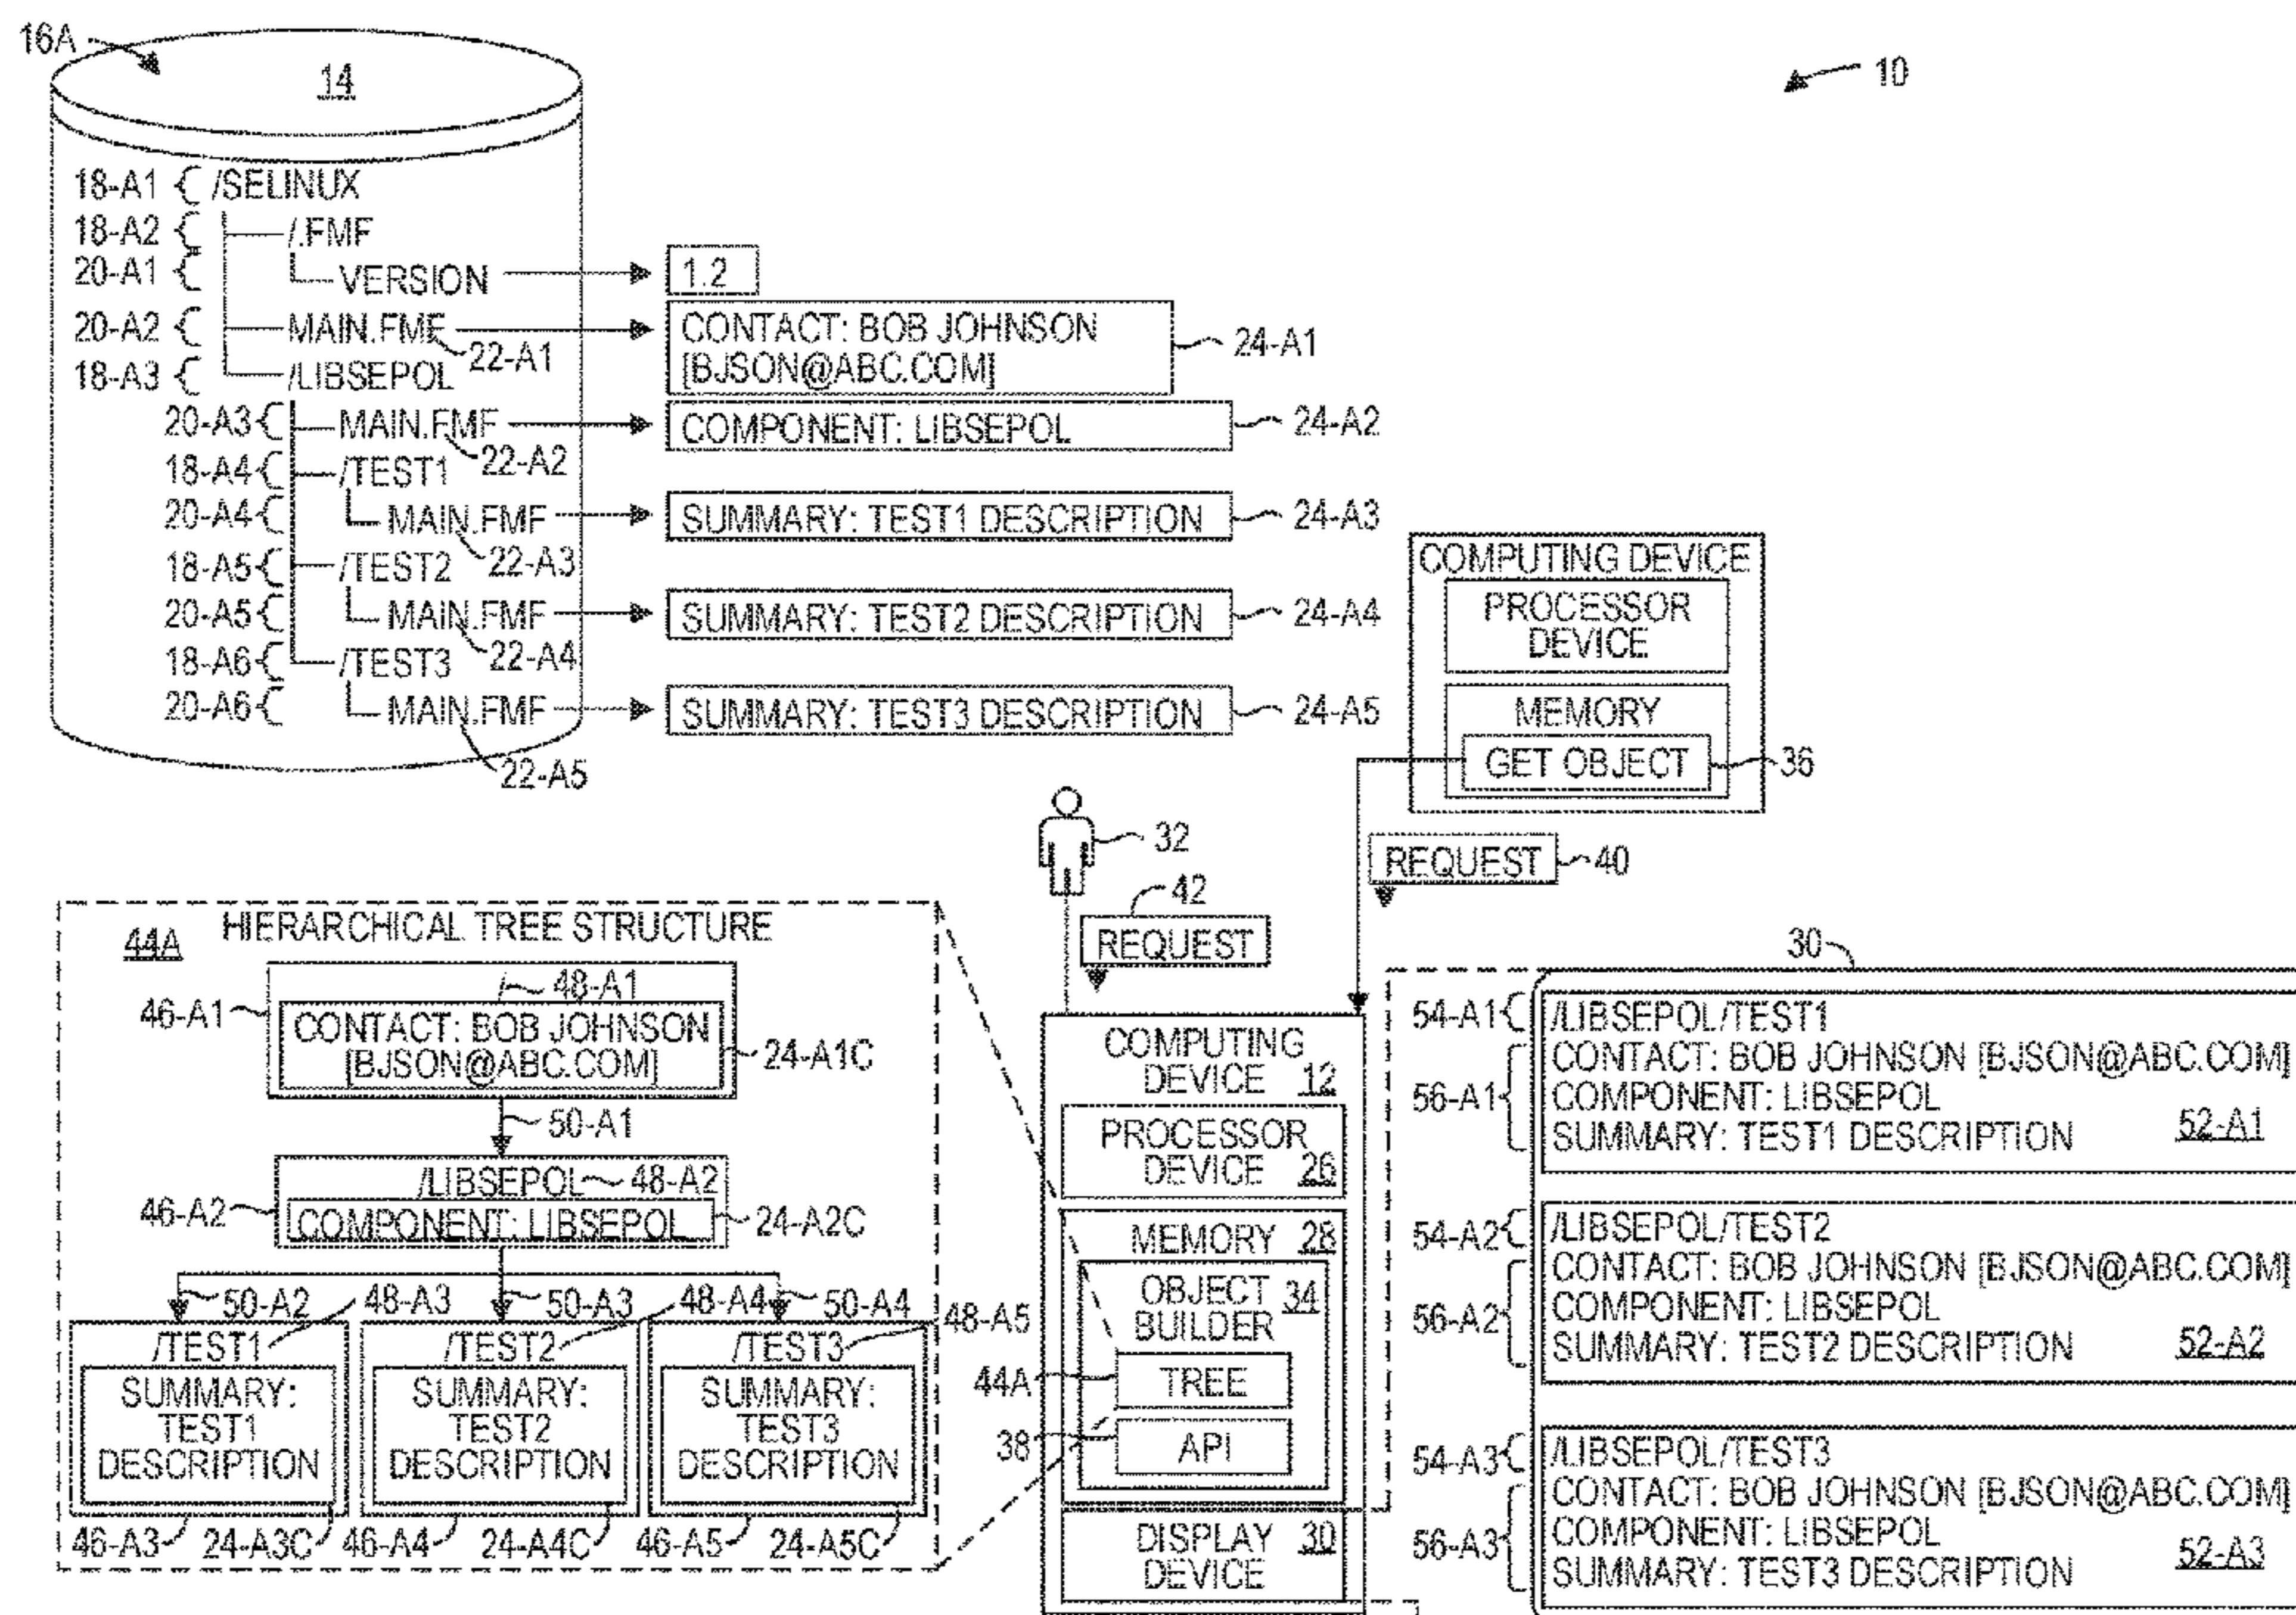 16A
14
10
18-A1 { /SELINUX
18-A2 { /.FMF
20-A1 { VERSION 1.2
20-A2 { MAIN.FMF 22-A1
CONTACT: BOB JOHNSON
[BJSON@ABC.COM]
24-A1
18-A3 { /LIBSEPOL
20-A3 { MAIN.FMF 22-A2
COMPONENT: LIBSEPOL 24-A2
18-A4 { /TEST1
20-A4 { MAIN.FMF 22-A3
SUMMARY: TEST1 DESCRIPTION 24-A3
18-A5 { /TEST2
20-A5 { MAIN.FMF 22-A4
SUMMARY: TEST2 DESCRIPTION 24-A4
18-A6 { /TEST3
20-A6 { MAIN.FMF 22-A5
SUMMARY: TEST3 DESCRIPTION 24-A5
COMPUTING DEVICE
PROCESSOR
DEVICE
MEMORY
GET OBJECT 36
32
REQUEST 40
42
REQUEST
44A HIERARCHICAL TREE STRUCTURE
/ 48-A1
46-A1
CONTACT: BOB JOHNSON
[BJSON@ABC.COM]
24-A1C
50-A1
/LIBSEPOL 48-A2
46-A2
COMPONENT: LIBSEPOL 24-A2C
50-A2 48-A3 50-A3 48-A4 50-A4
48-A5
/TEST1
SUMMARY:
TEST1
DESCRIPTION
46-A3 24-A3C
/TEST2
SUMMARY:
TEST2
DESCRIPTION
46-A4 24-A4C
/TEST3
SUMMARY:
TEST3
DESCRIPTION
46-A5 24-A5C
COMPUTING
DEVICE 12
PROCESSOR
DEVICE 26
MEMORY 28
OBJECT
BUILDER 34
44A TREE
38 API
DISPLAY
DEVICE 30
30
54-A1 { /LIBSEPOL/TEST1
56-A1 { CONTACT: BOB JOHNSON [BJSON@ABC.COM]
COMPONENT: LIBSEPOL
SUMMARY: TEST1 DESCRIPTION 52-A1
54-A2 { /LIBSEPOL/TEST2
56-A2 { CONTACT: BOB JOHNSON [BJSON@ABC.COM]
COMPONENT: LIBSEPOL
SUMMARY: TEST2 DESCRIPTION 52-A2
54-A3 { /LIBSEPOL/TEST3
56-A3 { CONTACT: BOB JOHNSON [BJSON@ABC.COM]
COMPONENT: LIBSEPOL
SUMMARY: TEST3 DESCRIPTION 52-A3